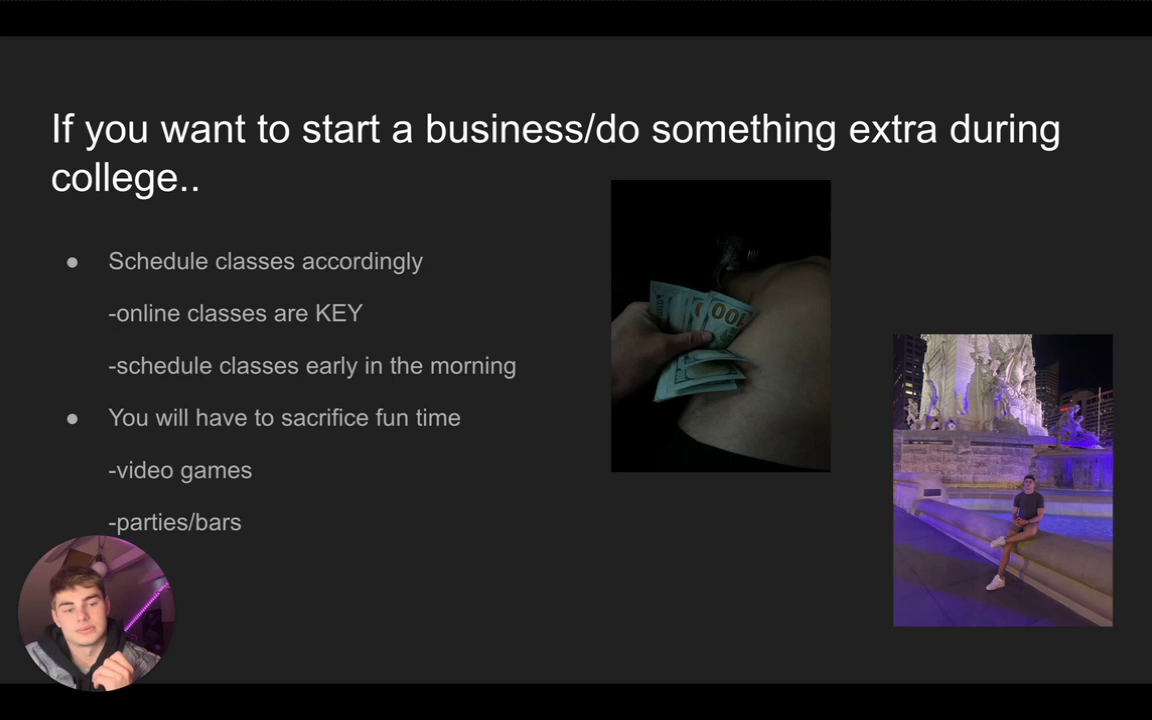 If you want to start a business/do something extra during
college..
● Schedule classes accordingly
-online classes are KEY
-schedule classes early in the morning
● You will have to sacrifice fun time
-video games
-parties/bars
100